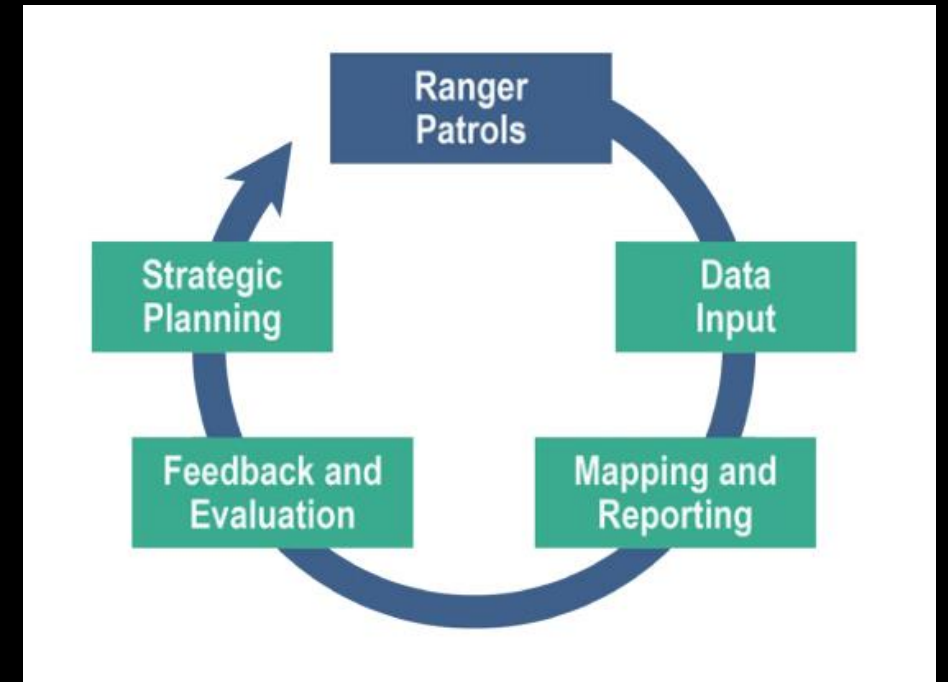 Ranger
Patrols
Data
Input
Mapping and
Reporting
Feedback and
Evaluation
Strategic
Planning